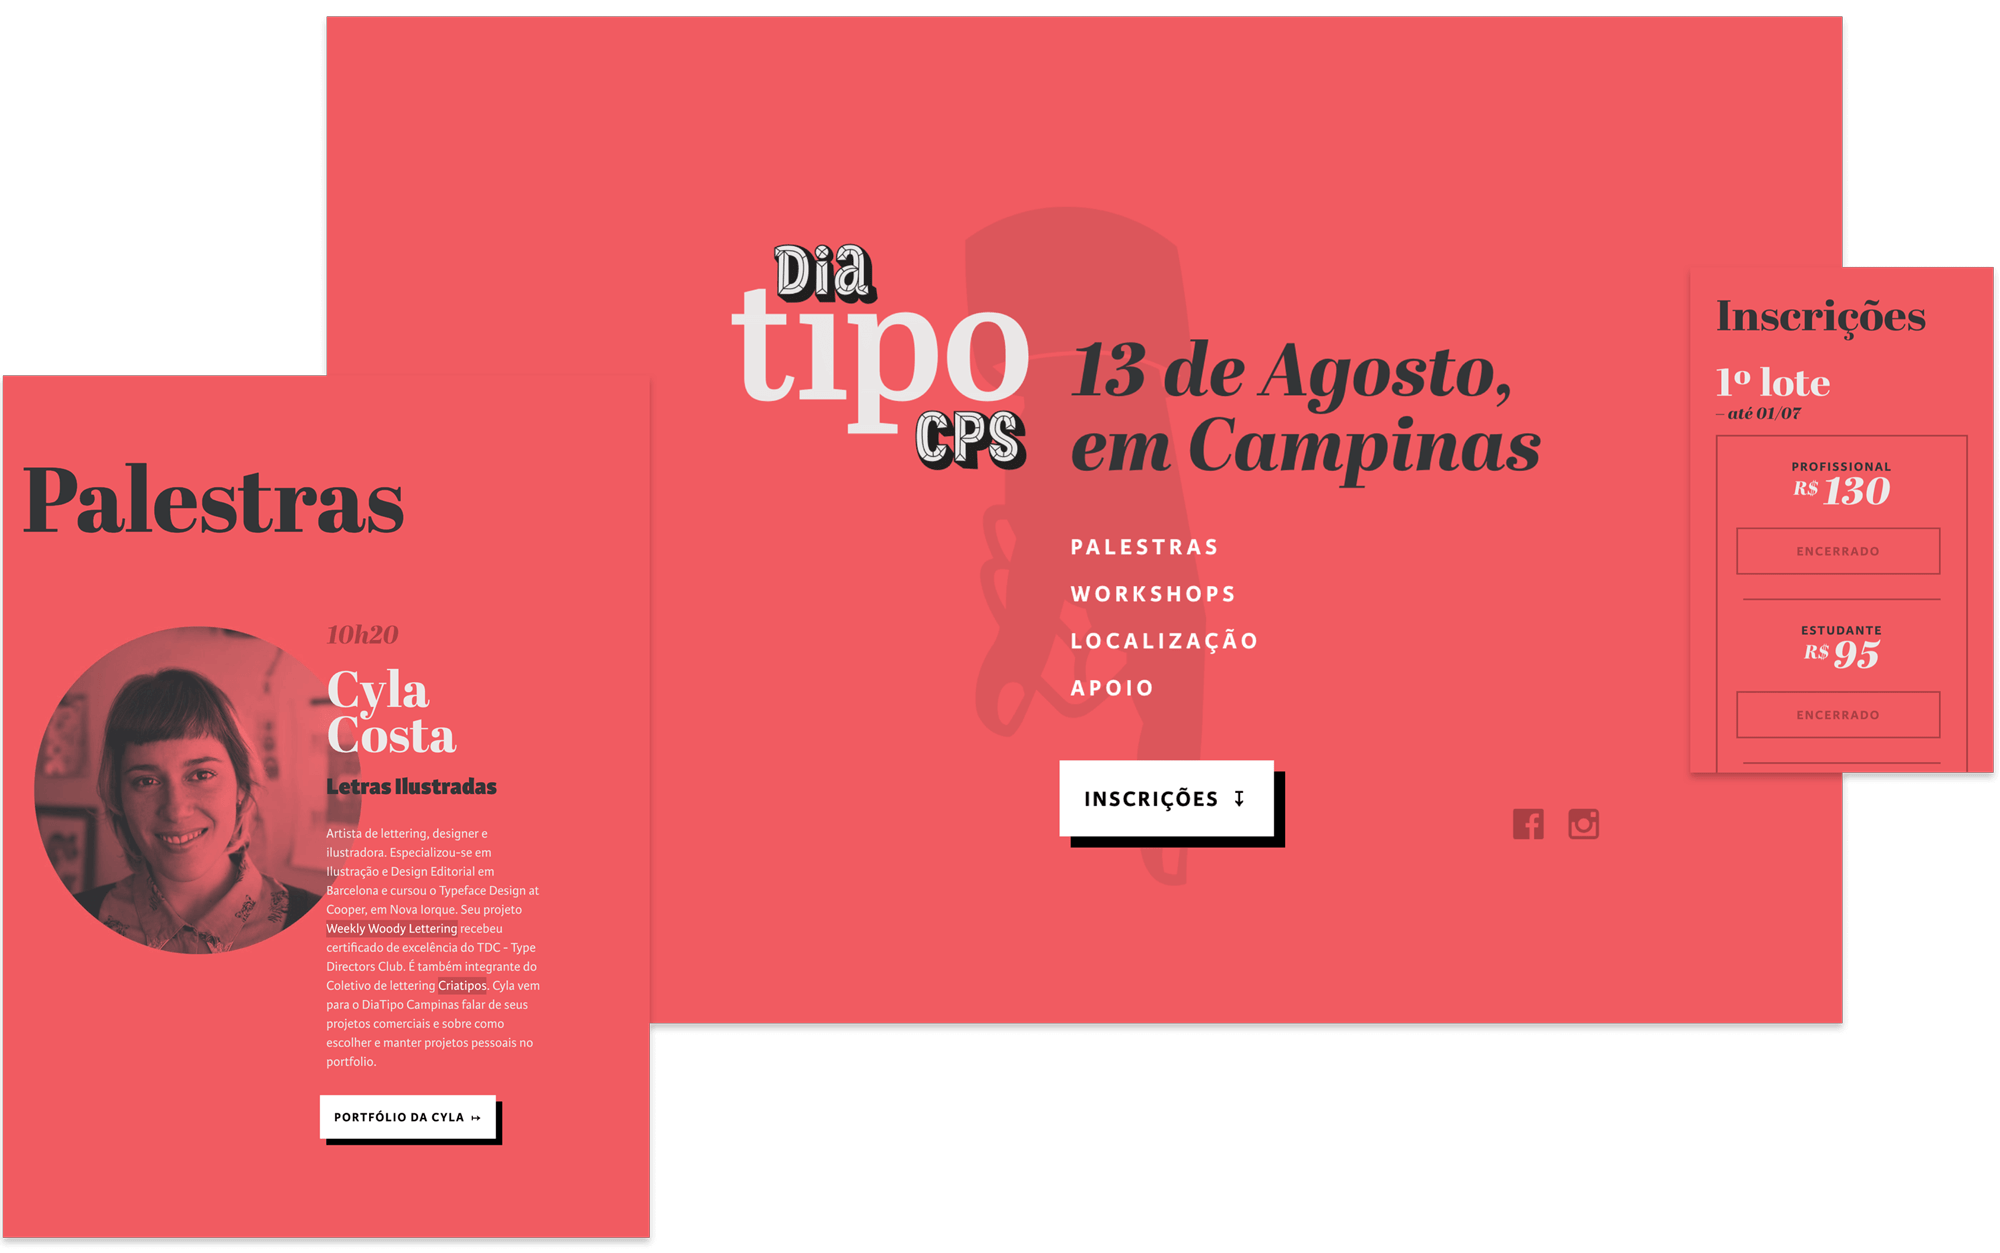 Dia
tipo
CPS
13 de Agosto,
em Campinas
PALESTRAS
WORKSHOPS
LOCALIZAÇÃO
APOIO
INSCRIÇÕES ↧
Palestras
10h20
Cyla
Costa
Letras Ilustradas
Artista de lettering, designer e
ilustradora. Especializou-se em
Ilustração e Design Editorial em
Barcelona e cursou o Typeface Design at
Cooper, em Nova Iorque. Seu projeto
Weekly Woody Lettering recebeu
certificado de excelência do TDC - Type
Directors Club. É também integrante do
Coletivo de lettering Criatipos. Cyla vem
para o DiaTipo Campinas falar de seus
projetos comerciais e sobre como
escolher e manter projetos pessoais no
portfolio.
PORTFÓLIO DA CYLA ↦
Inscrições
1º lote
– até 01/07
PROFISSIONAL
R$ 130
ENCERRADO
ESTUDANTE
R$ 95
ENCERRADO